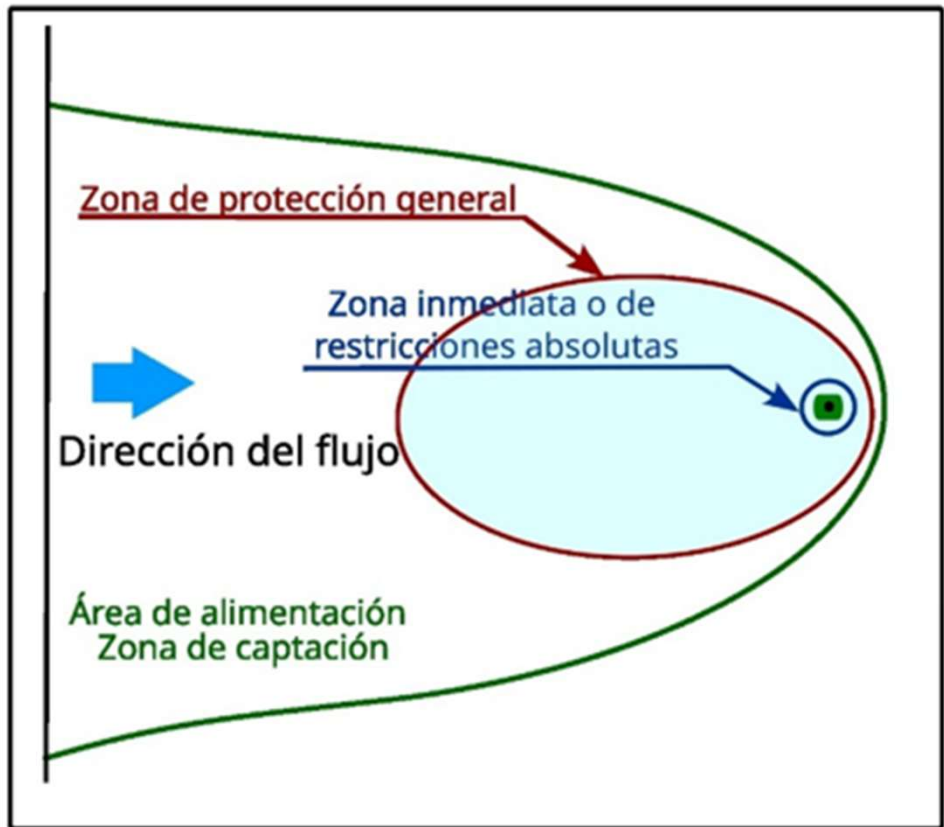 Zona de protección general
Zona inmediata o de
restricciones absolutas
Dirección del flujo
Área de alimentación
Zona de captación